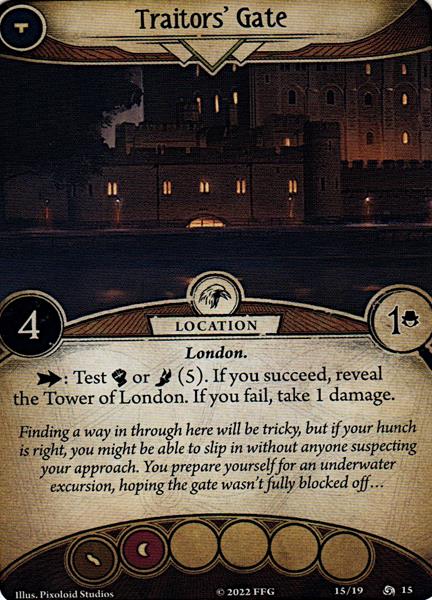 Traitors' Gate
4
LOCATION
1
London.
: Test or (5). If you succeed, reveal
the Tower of London. If you fail, take 1 damage.
Finding a way in through here will be tricky, but if your hunch
is right, you might be able to slip in without anyone suspecting
your approach. You prepare yourself for an underwater
excursion, hoping the gate wasn't fully blocked off…
Illus. Pixoloid Studios © 2022 FFG 15/19 15